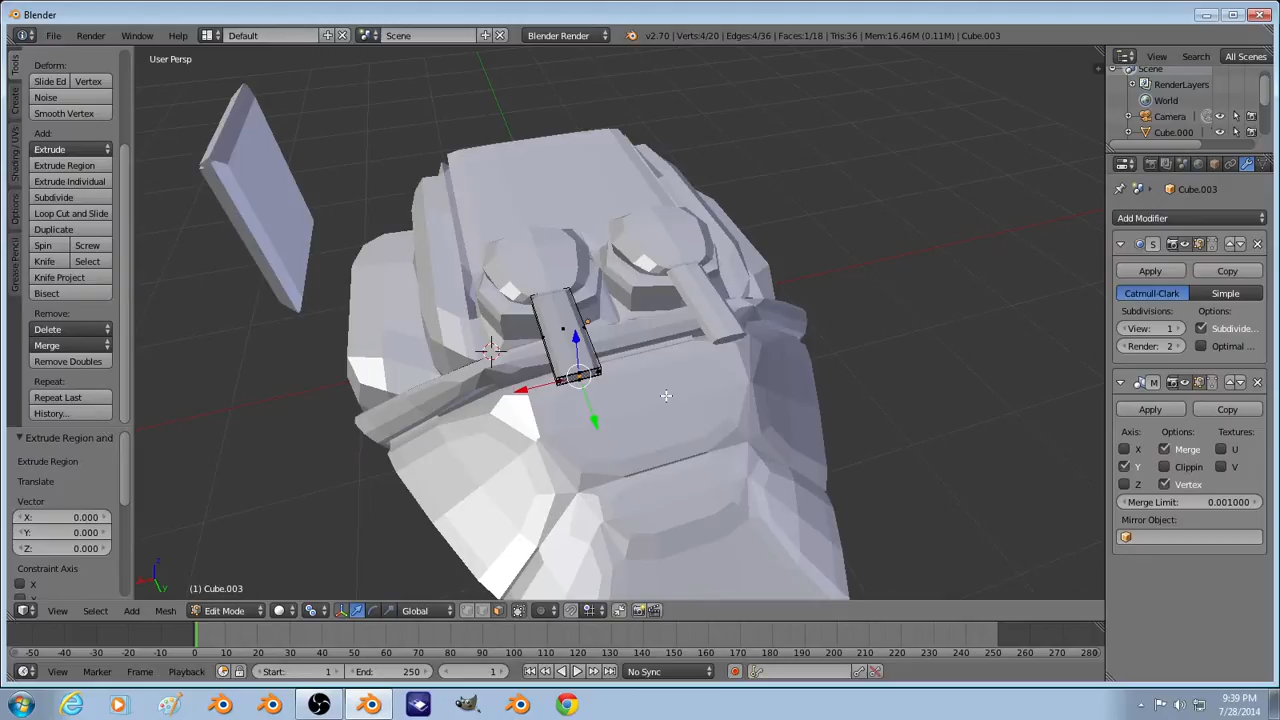 Blender
File Render Window Help Default Scene Blender Render v2.70 | Verts:4/20 | Edges:4/36 | Faces:1/18 | Tris:36 | Mem:16.46M (0.11M) | Cube.003
User Persp
Tools
Create
Shading / UVs
Options
Grease Pencil
Deform:
Slide Ed Vertex
Noise
Smooth Vertex
Add:
Extrude
Extrude Region
Extrude Individual
Subdivide
Loop Cut and Slide
Duplicate
Spin Screw
Knife Select
Knife Project
Bisect
Remove:
Delete
Merge
Remove Doubles
Repeat:
Repeat Last
History...
Extrude Region and
Extrude Region
Translate
Vector
X: 0.000
Y: 0.000
Z: 0.000
Constraint Axis
X
(1) Cube.003
View Search All Scenes
Scene
RenderLayers
World
Camera
Cube.000
Cube.003
Add Modifier
S
Apply Copy
Catmull-Clark Simple
Subdivisions: Options:
View: 1 Subdivide...
Render: 2 Optimal ...
M
Apply Copy
Axis: Options: Textures:
X Merge U
Y Clippin V
Z Vertex
Merge Limit: 0.001000
Mirror Object:
View Select Add Mesh Edit Mode Global
-50 -40 -30 -20 -10 0 10 20 30 40 50 60 70 80 90 100 110 120 130 140 150 160 170 180 190 200 210 220 230 240 250 260 270 280
View Marker Frame Playback Start: 1 End: 250 1 No Sync
9:39 PM
7/28/2014